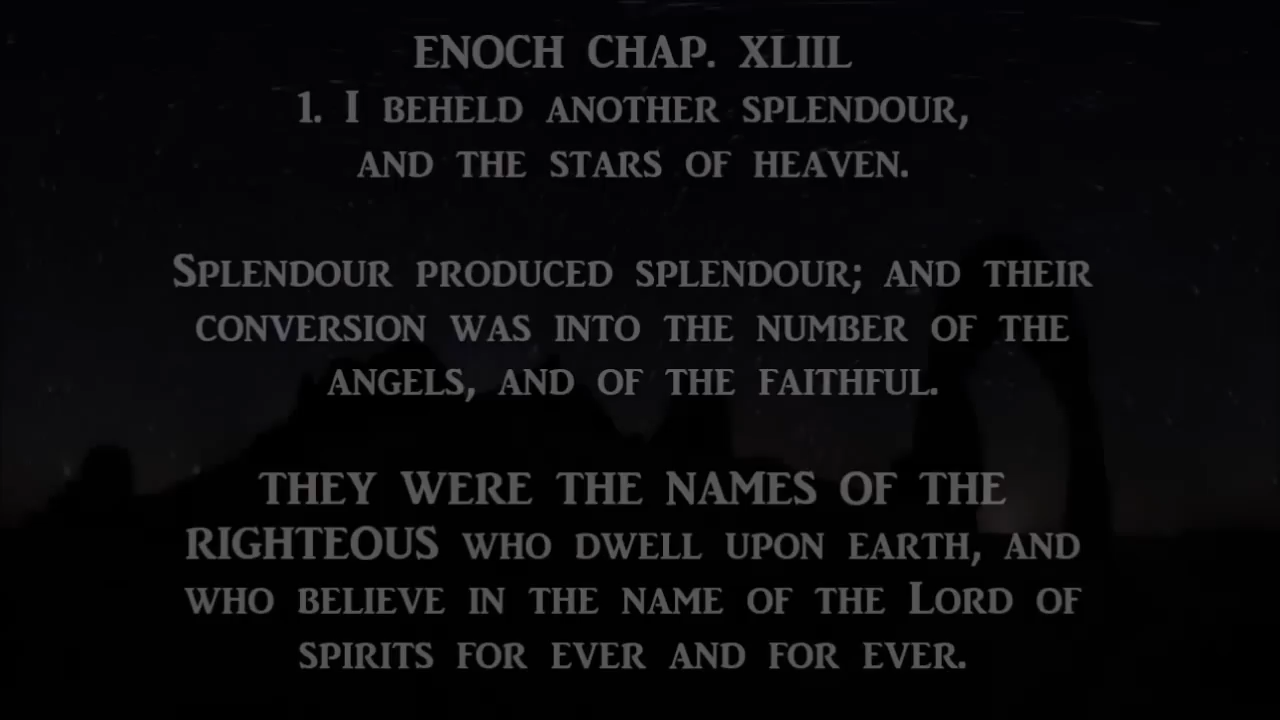 ENOCH CHAP. XLIIL
1. I BEHELD ANOTHER SPLENDOUR,
AND THE STARS OF HEAVEN.
SPLENDOUR PRODUCED SPLENDOUR; AND THEIR
CONVERSION WAS INTO THE NUMBER OF THE
ANGELS, AND OF THE FAITHFUL.
THEY WERE THE NAMES OF THE
RIGHTEOUS WHO DWELL UPON EARTH, AND
WHO BELIEVE IN THE NAME OF THE LORD OF
SPIRITS FOR EVER AND FOR EVER.